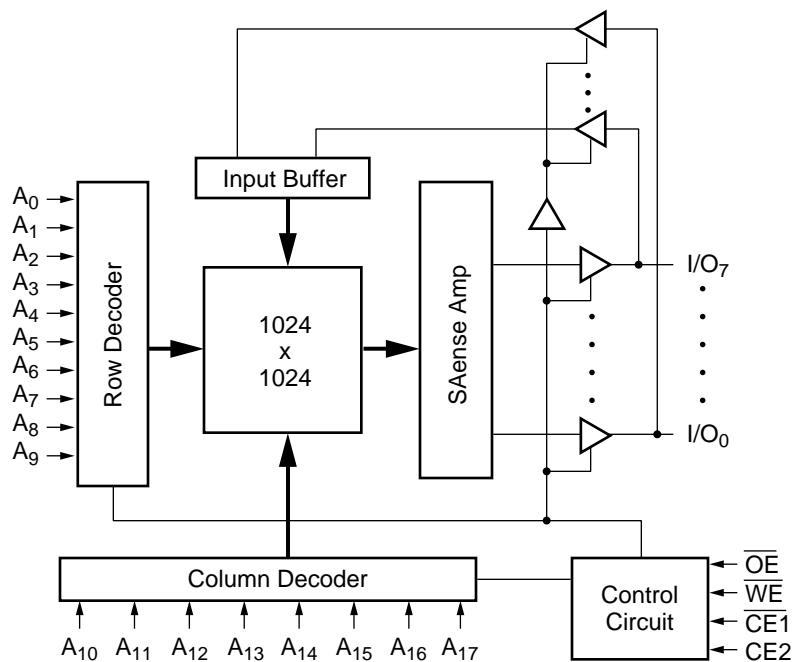 Input Buffer
A0
A1
A2
A3
A4
A5
A6
A7
A8
A9
Row Decoder
1024
x
1024
SAense Amp
I/O7
I/O0
Column Decoder
A10
A11
A12
A13
A14
A15
A16
A17
Control
Circuit
OE
WE
CE1
CE2